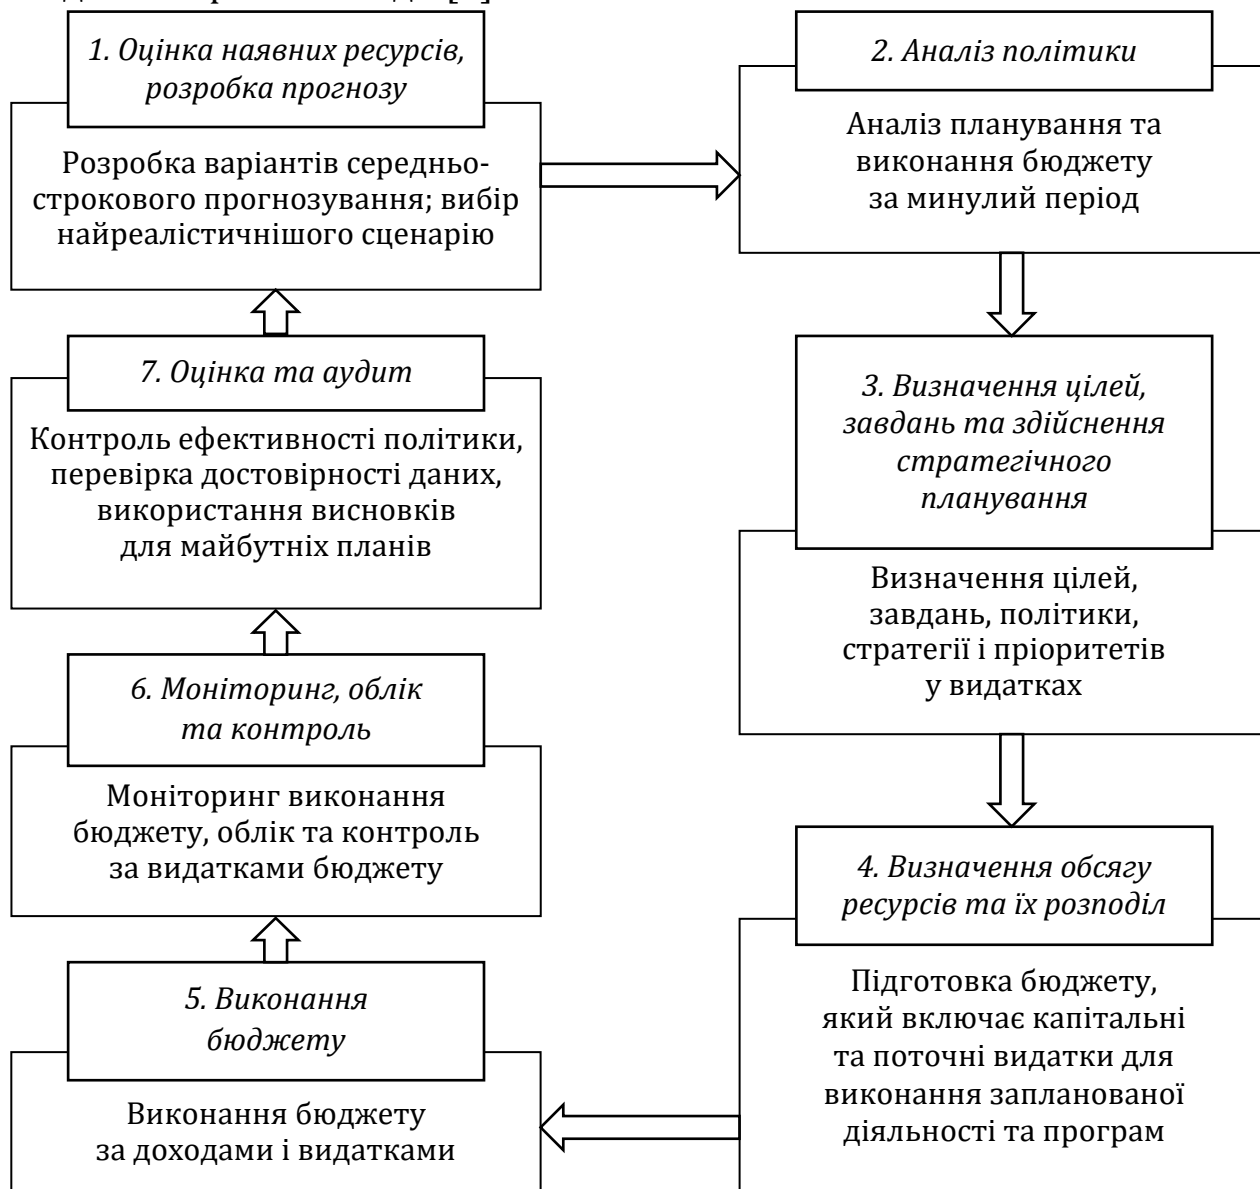 1. Оцінка наявних ресурсів,
розробка прогнозу
Розробка варіантів середньо-
строкового прогнозування; вибір
найреалістичнішого сценарію
2. Аналіз політики
Аналіз планування та
виконання бюджету
за минулий період
3. Визначення цілей,
завдань та здійснення
стратегічного
планування
Визначення цілей,
завдань, політики,
стратегії і пріоритетів
у видатках
4. Визначення обсягу
ресурсів та їх розподіл
Підготовка бюджету,
який включає капітальні
та поточні видатки для
виконання запланованої
діяльності та програм
5. Виконання
бюджету
Виконання бюджету
за доходами і видатками
6. Моніторинг, облік
та контроль
Моніторинг виконання
бюджету, облік та контроль
за видатками бюджету
7. Оцінка та аудит
Контроль ефективності політики,
перевірка достовірності даних,
використання висновків
для майбутніх планів